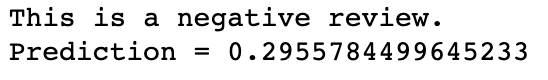 This is a negative review.
Prediction = 0.2955784499645233